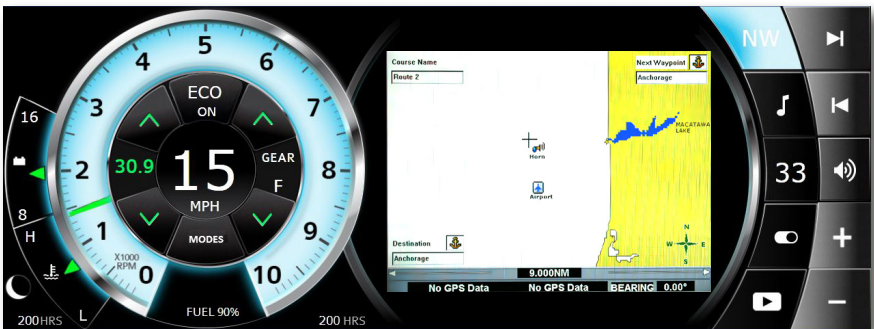 16
8
H
L
200 HRS
0
1
2
3
4
5
6
7
8
9
10
X1000
RPM
ECO
ON
30.9
15
MPH
GEAR
F
MODES
FUEL 90%
200 HRS
Course Name
Route 2
Next Waypoint
Anchorage
MACATAWA
LAKE
Horn
Airport
N
W E
S
Destination
Anchorage
9.000NM
No GPS Data No GPS Data BEARING 0.00°
NW
33